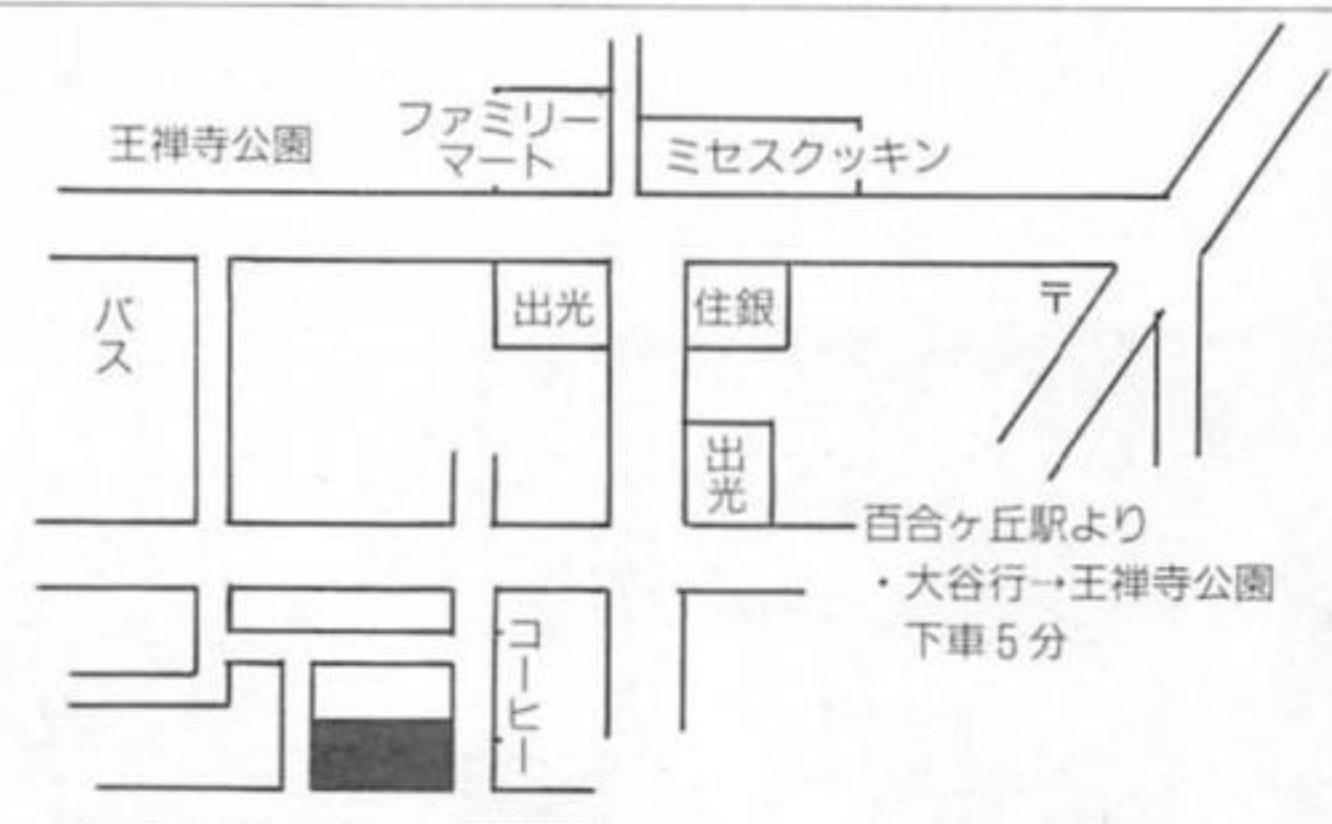 王禅寺公園
ファミリー
マート
ミセスクッキン
バス
出光
住銀
〒
出光
百合ヶ丘駅より
・大谷行→王禅寺公園
下車5分
コーヒー